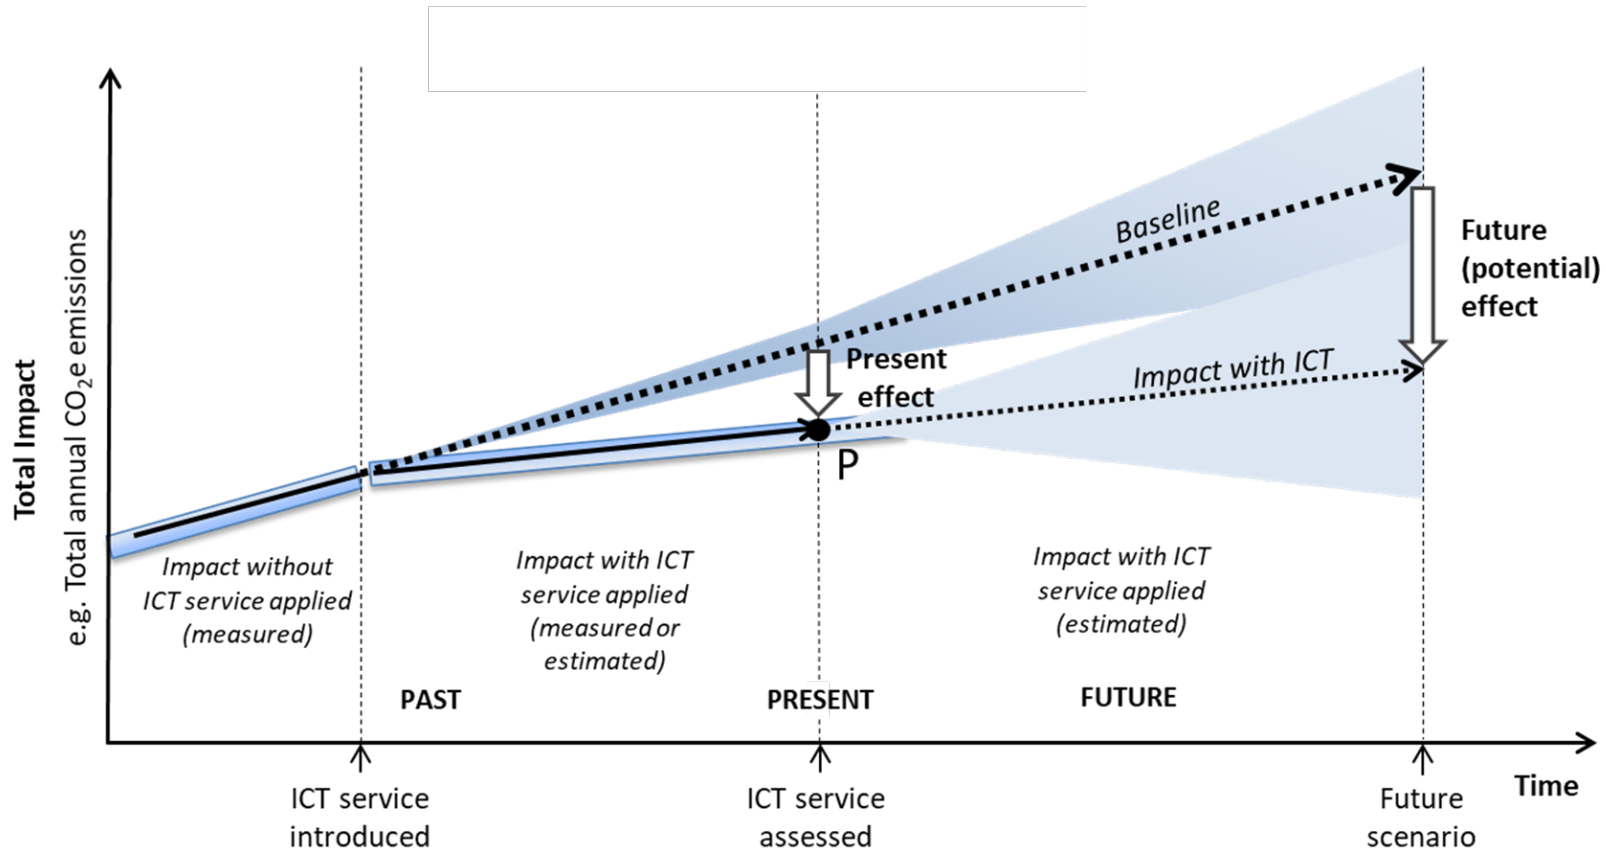 Total Impact
e.g. Total annual CO₂e emissions
Baseline
Future
(potential)
effect
Present
effect
Impact with ICT
P
Impact without
ICT service applied
(measured)
Impact with ICT
service applied
(measured or
estimated)
Impact with ICT
service applied
(estimated)
PAST
PRESENT
FUTURE
Time
ICT service
introduced
ICT service
assessed
Future
scenario